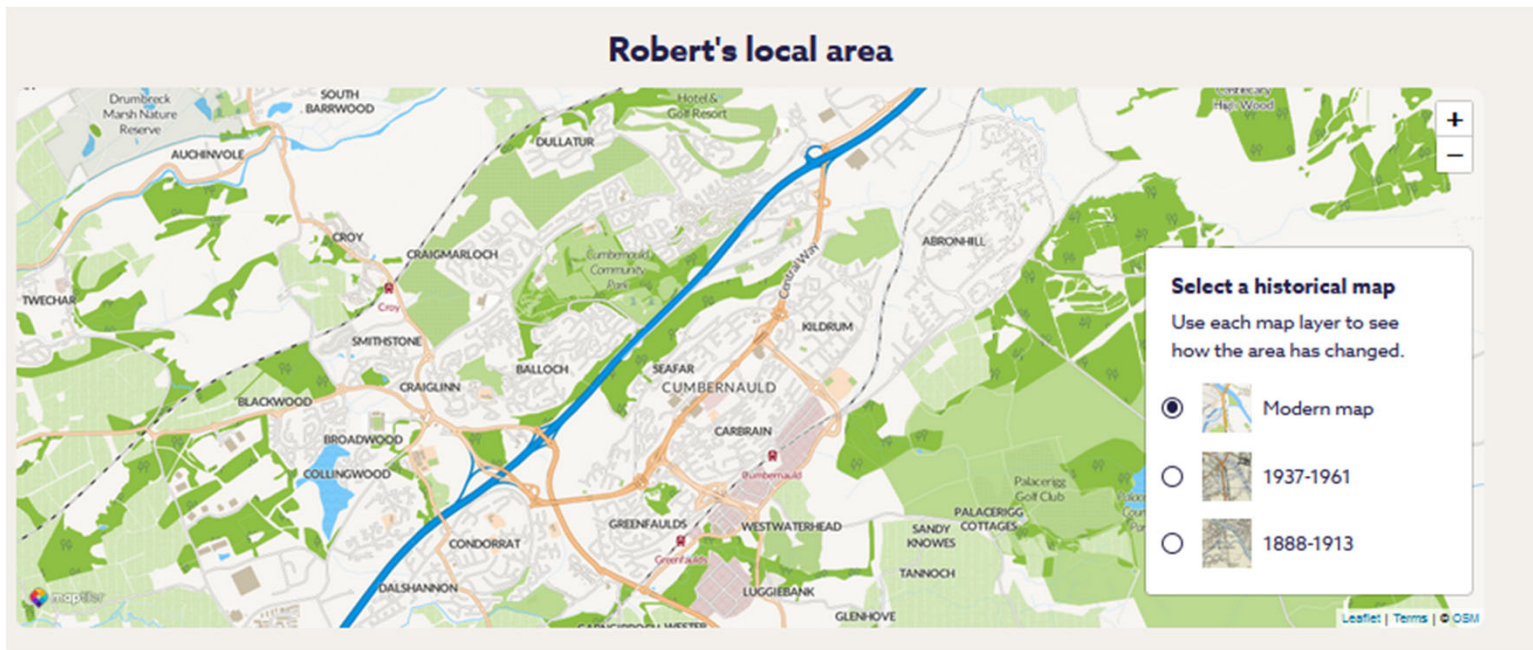 Robert's local area
Drumbreck
Marsh Nature
Reserve
SOUTH
BARRWOOD
Hotel &
Golf Resort
High Wood
+
−
AUCHINVOLE
DULLATUR
CROY
CRAIGMARLOCH
Cumbernauld
Community
Park
Central Way
ABRONHILL
TWECHAR
Croy
SMITHSTONE
KILDRUM
BALLOCH
SEAFAR
CRAIGLINN
CUMBERNAULD
BLACKWOOD
BROADWOOD
CARBRAIN
COLLINGWOOD
Cumbernauld
Palacerigg
Golf Club
GREENFAULDS
WESTWATERHEAD
PALACERIGG
COTTAGES
SANDY
KNOWES
CONDORRAT
Greenfaulds
TANNOCH
DALSHANNON
LUGGIEBANK
GLENHOVE
Select a historical map
Use each map layer to see
how the area has changed.
Modern map
1937-1961
1888-1913
maptiler
Leaflet | Terms | © OSM